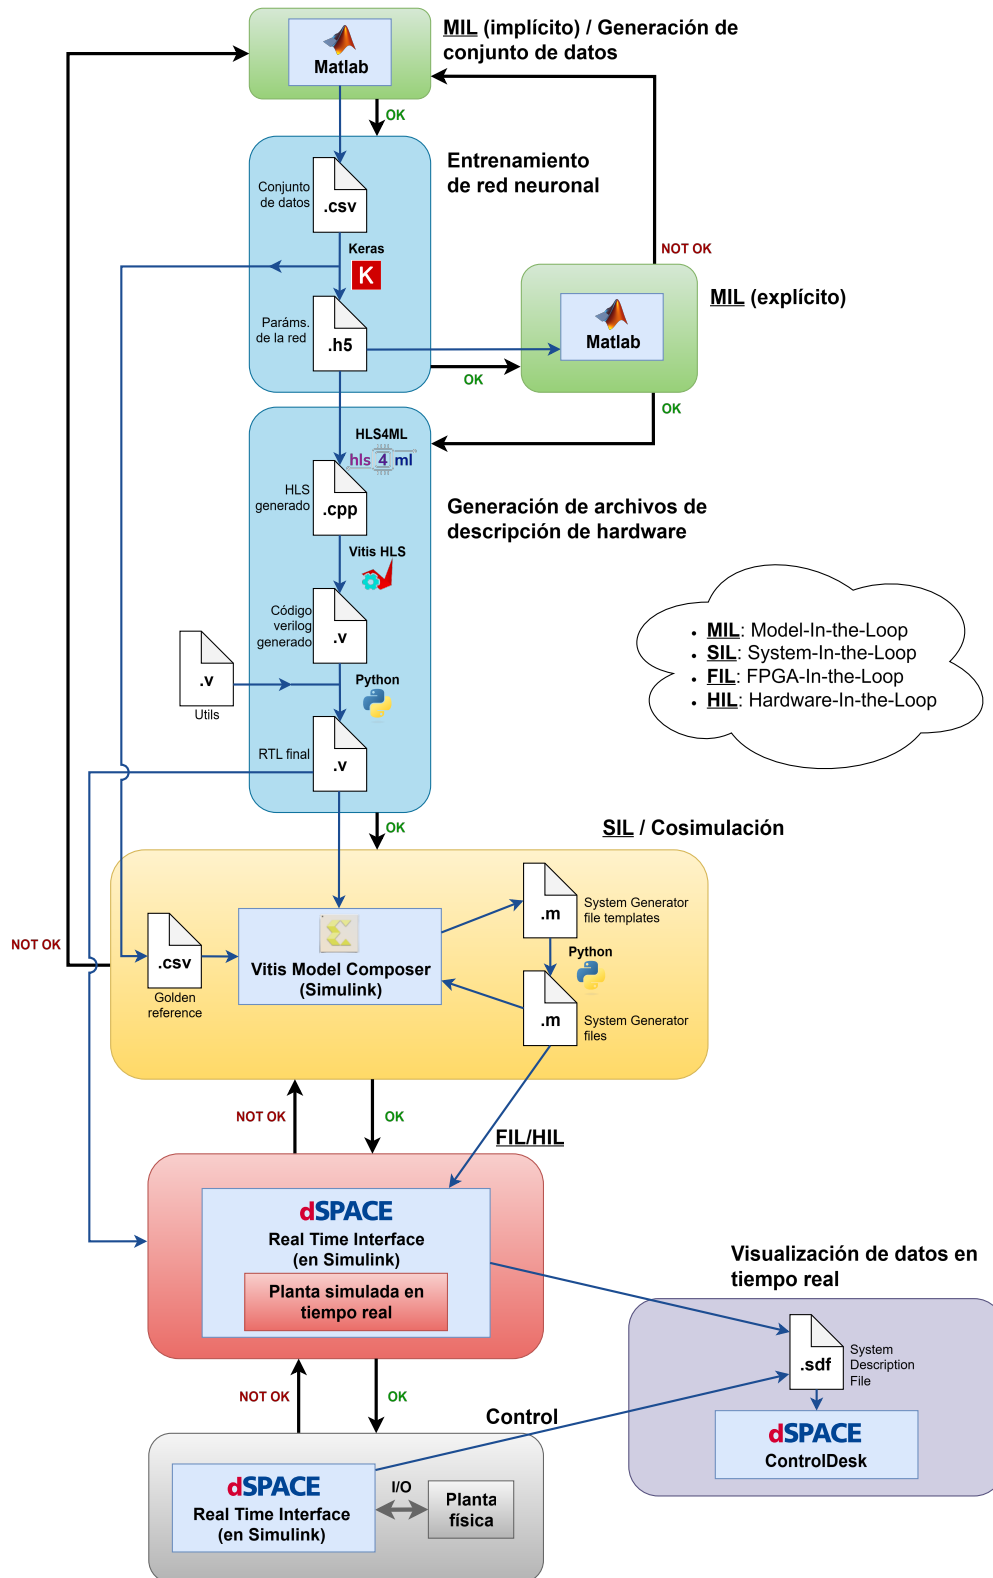 MIL (implícito) / Generación de
conjunto de datos
Matlab
OK
Entrenamiento
de red neuronal
Conjunto
de datos
.csv
Keras
K
NOT OK
MIL (explícito)
Matlab
Paráms.
de la red
.h5
OK
OK
HLS4ML
hls 4 ml
HLS
generado
.cpp
Generación de archivos de
descripción de hardware
Vitis HLS
Código
verilog
generado
.v
MIL: Model-In-the-Loop
SIL: System-In-the-Loop
FIL: FPGA-In-the-Loop
HIL: Hardware-In-the-Loop
.v
Utils
Python
RTL final
.v
OK
SIL / Cosimulación
.m
System Generator
file templates
NOT OK
.csv
Golden
reference
Vitis Model Composer
(Simulink)
Python
.m
System Generator
files
NOT OK
OK
FIL/HIL
dSPACE
Real Time Interface
(en Simulink)
Planta simulada en
tiempo real
Visualización de datos en
tiempo real
.sdf
System
Description
File
NOT OK
OK
Control
dSPACE
ControlDesk
dSPACE
Real Time Interface
(en Simulink)
I/O
Planta
física